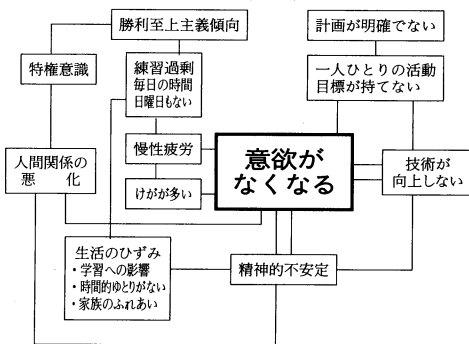 勝利至上主義傾向
計画が明確でない
特権意識
練習過剰
毎日の時間
日曜日もない
一人ひとりの活動
目標が持てない
慢性疲労
意欲が
なくなる
人間関係の
悪　化
技術が
向上しない
けがが多い
生活のひずみ
・学習への影響
・時間的ゆとりがない
・家族のふれあい
精神的不安定